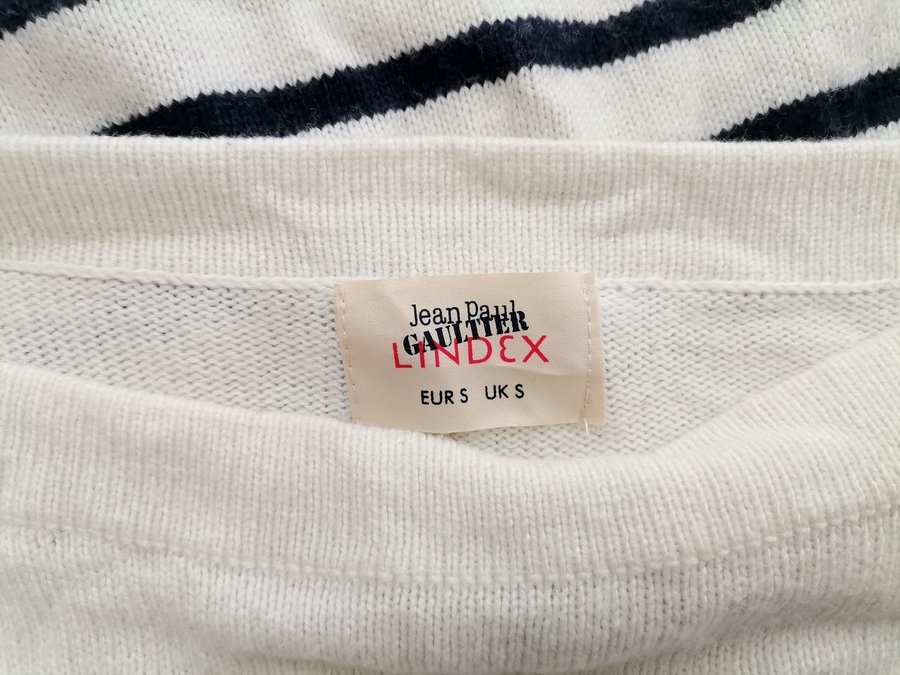 Jean Paul
GAULTIER
LINDEX
EUR S UK S